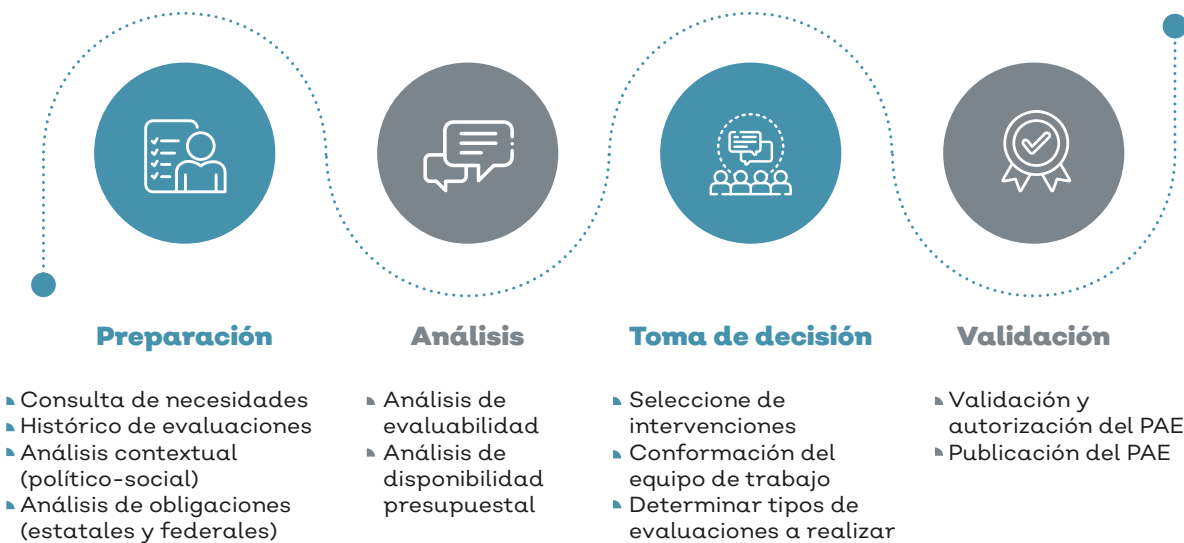 Preparación
Consulta de necesidades
Histórico de evaluaciones
Análisis contextual
(político-social)
Análisis de obligaciones
(estatales y federales)
Análisis
Análisis de
evaluabilidad
Análisis de
disponibilidad
presupuestal
Toma de decisión
Seleccione de
intervenciones
Conformación del
equipo de trabajo
Determinar tipos de
evaluaciones a realizar
Validación
Validación y
autorización del PAE
Publicación del PAE